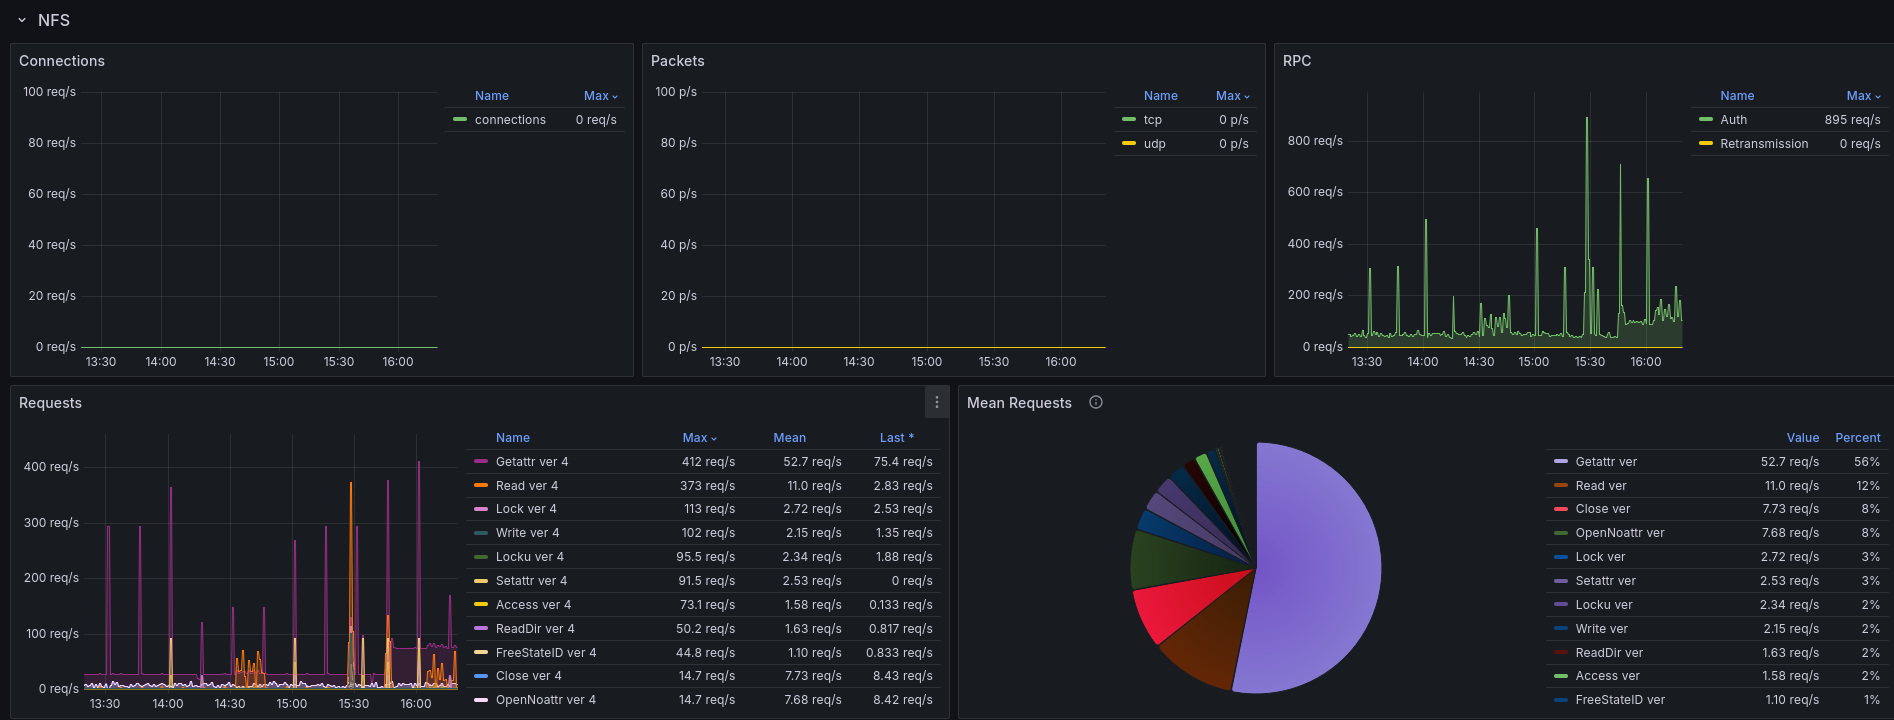 NFS
Connections
100 req/s
80 req/s
60 req/s
40 req/s
20 req/s
0 req/s
13:30 14:00 14:30 15:00 15:30 16:00
Name Max
connections 0 req/s
Packets
100 p/s
80 p/s
60 p/s
40 p/s
20 p/s
0 p/s
13:30 14:00 14:30 15:00 15:30 16:00
Name Max
tcp 0 p/s
udp 0 p/s
RPC
800 req/s
600 req/s
400 req/s
200 req/s
0 req/s
13:30 14:00 14:30 15:00 15:30 16:00
Name Max
Auth 895 req/s
Retransmission 0 req/s
Requests
400 req/s
300 req/s
200 req/s
100 req/s
0 req/s
13:30 14:00 14:30 15:00 15:30 16:00
Name Max Mean Last *
Getattr ver 4 412 req/s 52.7 req/s 75.4 req/s
Read ver 4 373 req/s 11.0 req/s 2.83 req/s
Lock ver 4 113 req/s 2.72 req/s 2.53 req/s
Write ver 4 102 req/s 2.15 req/s 1.35 req/s
Locku ver 4 95.5 req/s 2.34 req/s 1.88 req/s
Setattr ver 4 91.5 req/s 2.53 req/s 0 req/s
Access ver 4 73.1 req/s 1.58 req/s 0.133 req/s
ReadDir ver 4 50.2 req/s 1.63 req/s 0.817 req/s
FreeStateID ver 4 44.8 req/s 1.10 req/s 0.833 req/s
Close ver 4 14.7 req/s 7.73 req/s 8.43 req/s
OpenNoattr ver 4 14.7 req/s 7.68 req/s 8.42 req/s
Mean Requests
Value Percent
Getattr ver 52.7 req/s 56%
Read ver 11.0 req/s 12%
Close ver 7.73 req/s 8%
OpenNoattr ver 7.68 req/s 8%
Lock ver 2.72 req/s 3%
Setattr ver 2.53 req/s 3%
Locku ver 2.34 req/s 2%
Write ver 2.15 req/s 2%
ReadDir ver 1.63 req/s 2%
Access ver 1.58 req/s 2%
FreeStateID ver 1.10 req/s 1%